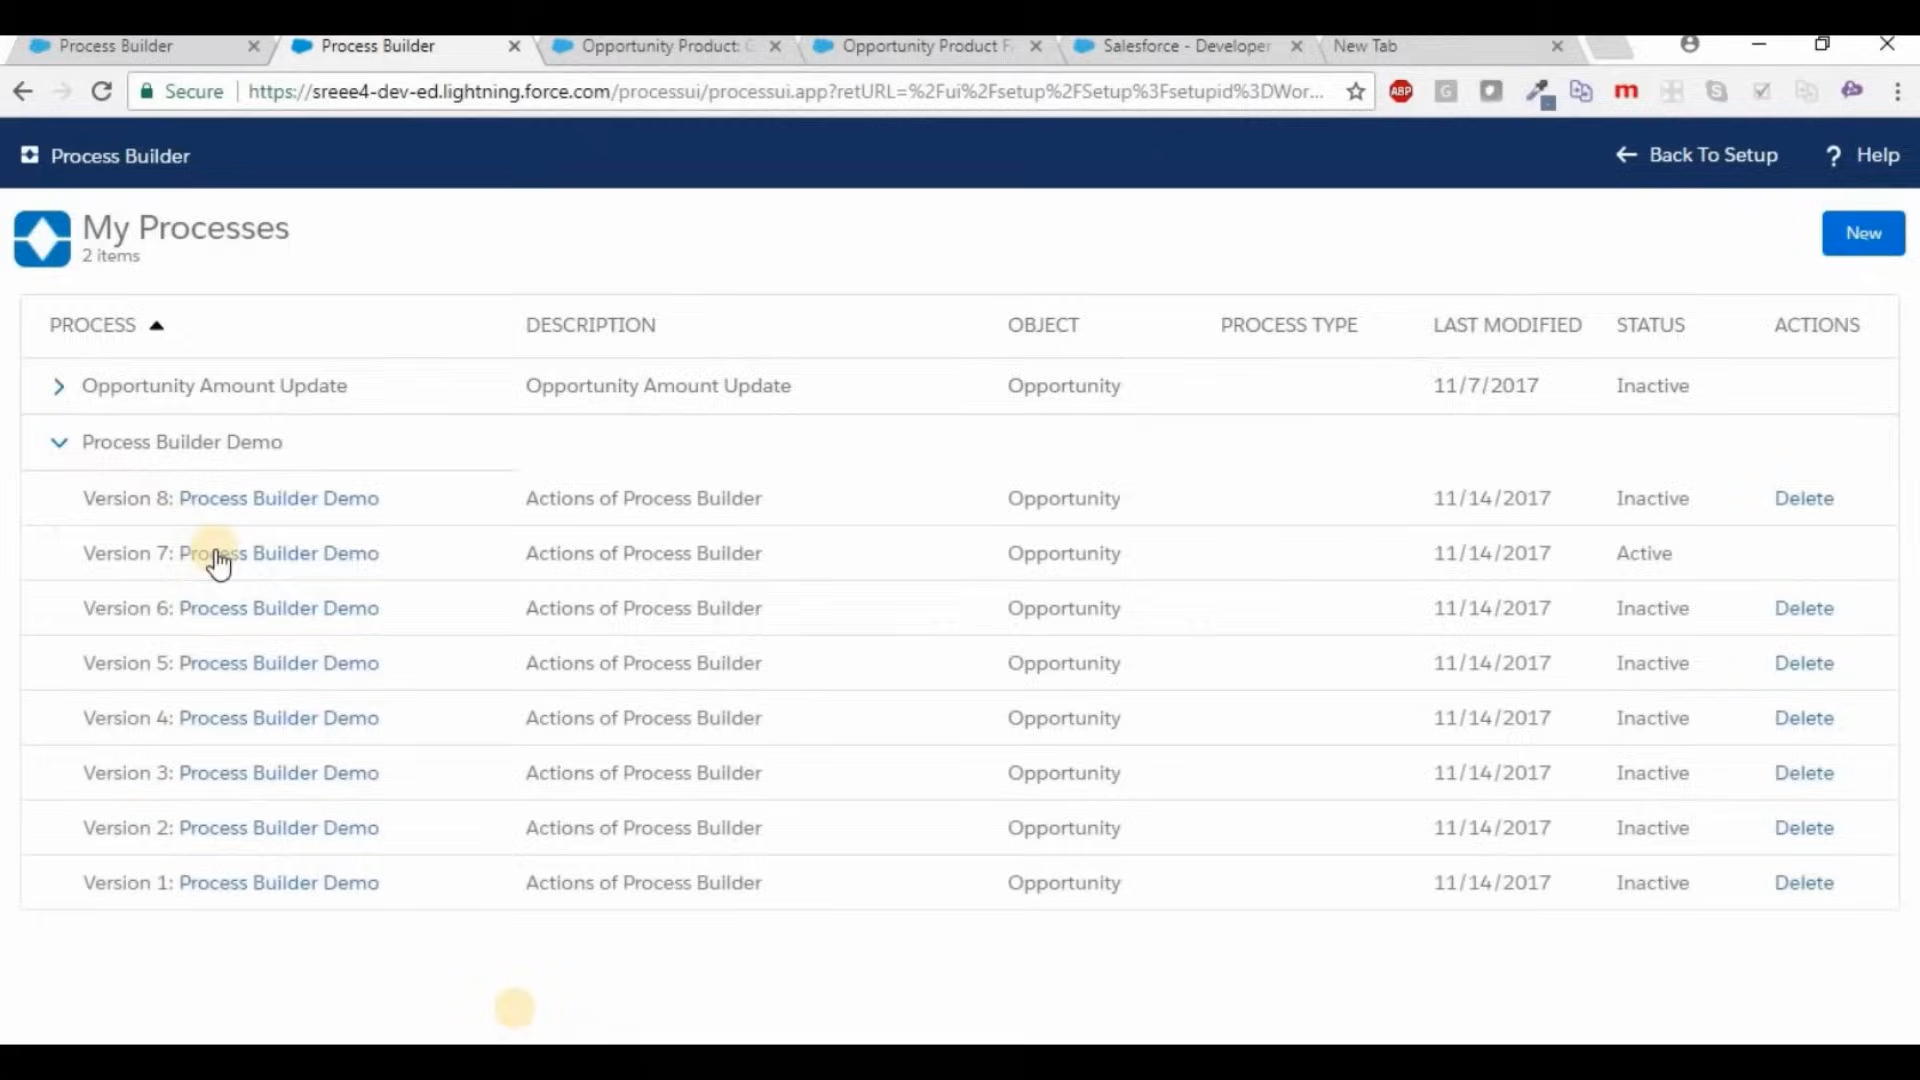 Process Builder
Process Builder
Opportunity Product:
Opportunity Product
Salesforce - Developer
New Tab
Secure https://sreee4-dev-ed.lightning.force.com/processui/processui.app?retURL=%2Fui%2Fsetup%2FSetup%3Fsetupid%3DWor...
ABP G m
Process Builder
Back To Setup ? Help
My Processes
2 items
New
PROCESS DESCRIPTION OBJECT PROCESS TYPE LAST MODIFIED STATUS ACTIONS
Opportunity Amount Update Opportunity Amount Update Opportunity 11/7/2017 Inactive
Process Builder Demo
Version 8: Process Builder Demo Actions of Process Builder Opportunity 11/14/2017 Inactive Delete
Version 7: Process Builder Demo Actions of Process Builder Opportunity 11/14/2017 Active
Version 6: Process Builder Demo Actions of Process Builder Opportunity 11/14/2017 Inactive Delete
Version 5: Process Builder Demo Actions of Process Builder Opportunity 11/14/2017 Inactive Delete
Version 4: Process Builder Demo Actions of Process Builder Opportunity 11/14/2017 Inactive Delete
Version 3: Process Builder Demo Actions of Process Builder Opportunity 11/14/2017 Inactive Delete
Version 2: Process Builder Demo Actions of Process Builder Opportunity 11/14/2017 Inactive Delete
Version 1: Process Builder Demo Actions of Process Builder Opportunity 11/14/2017 Inactive Delete